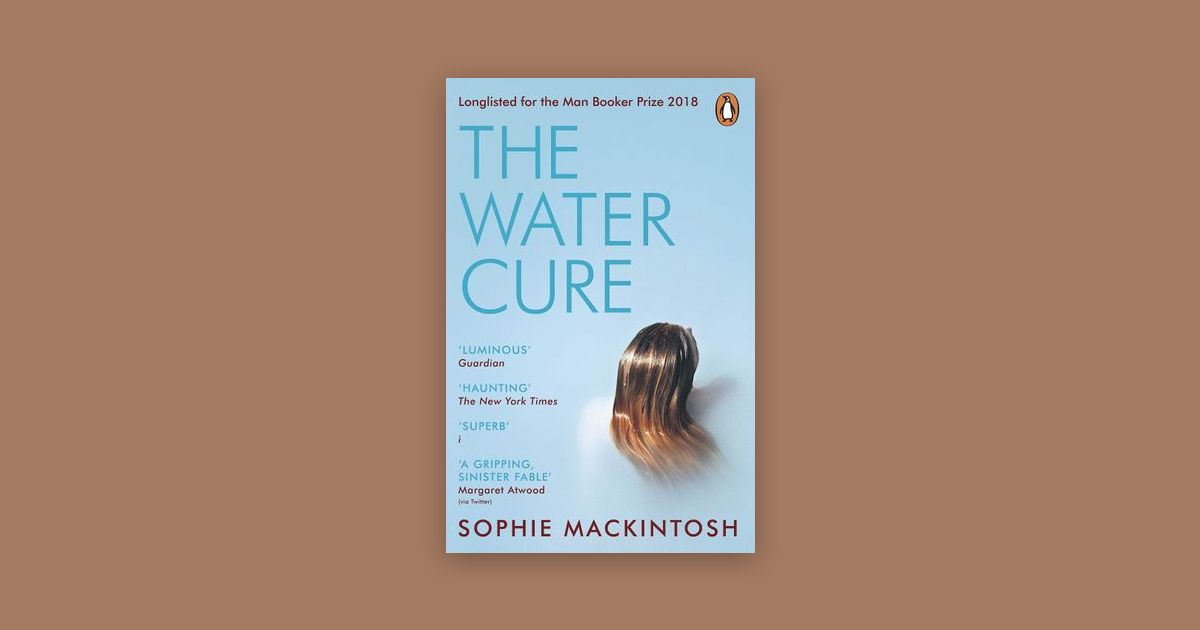 Longlisted for the Man Booker Prize 2018
THE
WATER
CURE
‘LUMINOUS’
Guardian
‘HAUNTING’
The New York Times
‘SUPERB’
i
‘A GRIPPING,
SINISTER FABLE’
Margaret Atwood
(via Twitter)
SOPHIE MACKINTOSH